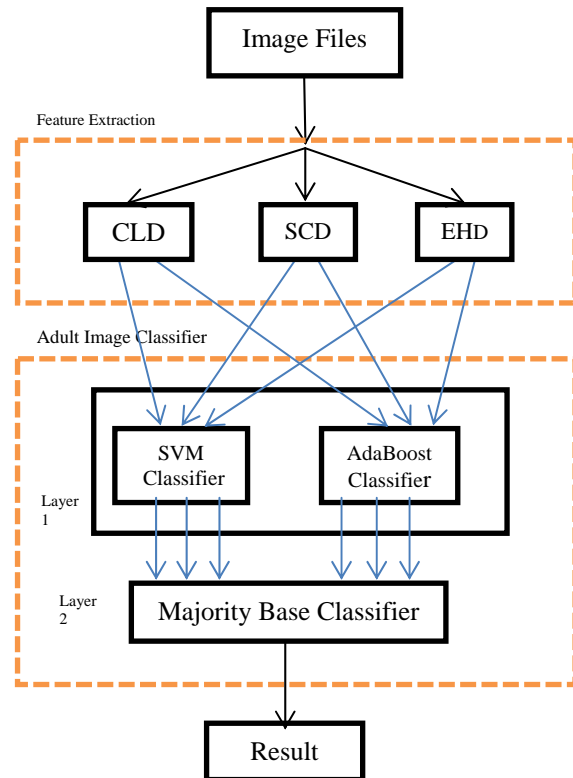 Image Files
Feature Extraction
CLD
SCD
EHD
Adult Image Classifier
SVM
Classifier
AdaBoost
Classifier
Layer
1
Layer
2
Majority Base Classifier
Result